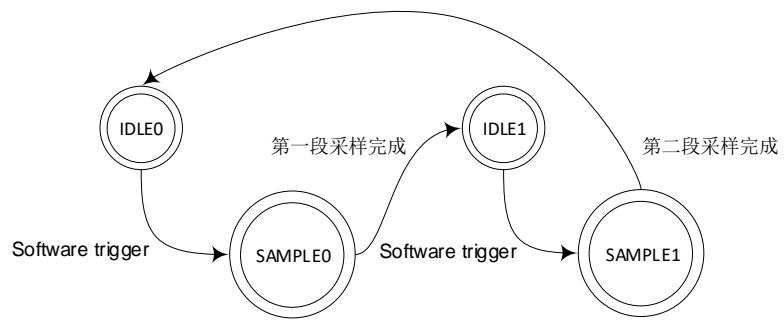 IDLE0
IDLE1
第一段采样完成
第二段采样完成
Software trigger
SAMPLE0
Software trigger
SAMPLE1